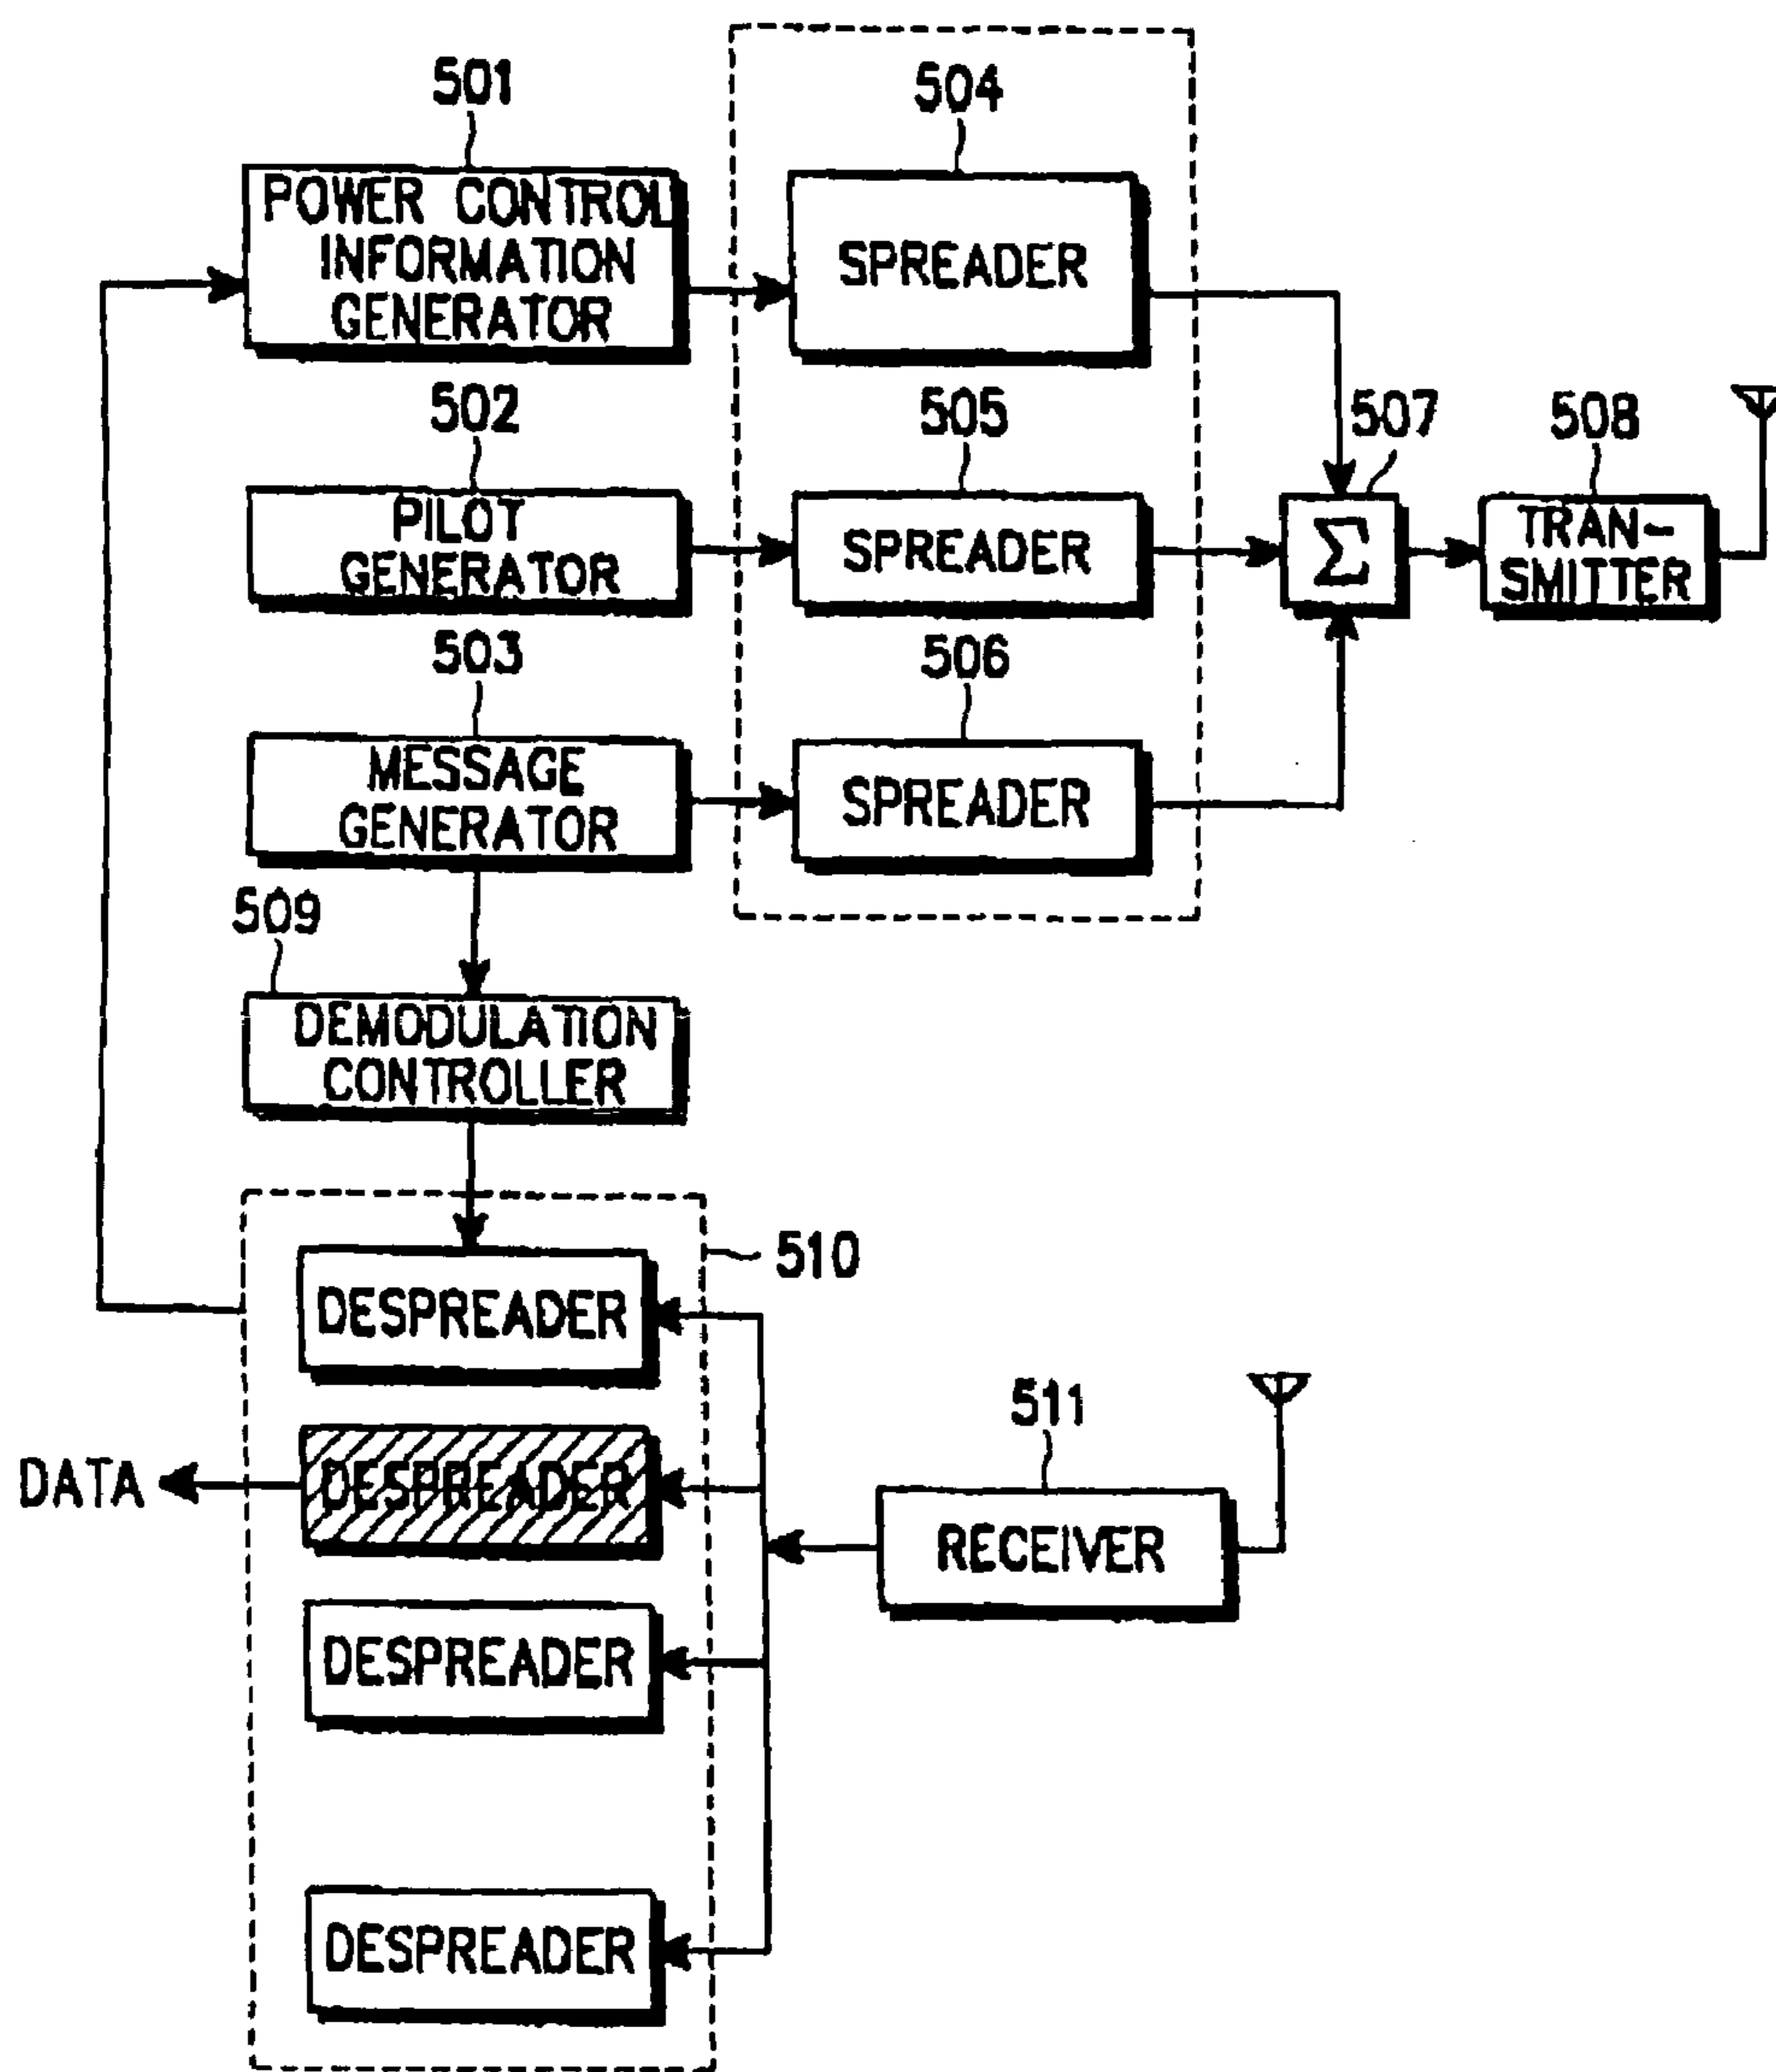 501
504
POWER CONTROL
INFORMATION
GENERATOR
SPREADER
502
505
507
508
PILOT
GENERATOR
SPREADER
Σ
TRAN-
SMITTER
503
506
MESSAGE
GENERATOR
SPREADER
509
DEMODULATION
CONTROLLER
510
DESPREADER
511
DATA
DESPREADER
RECEIVER
DESPREADER
DESPREADER